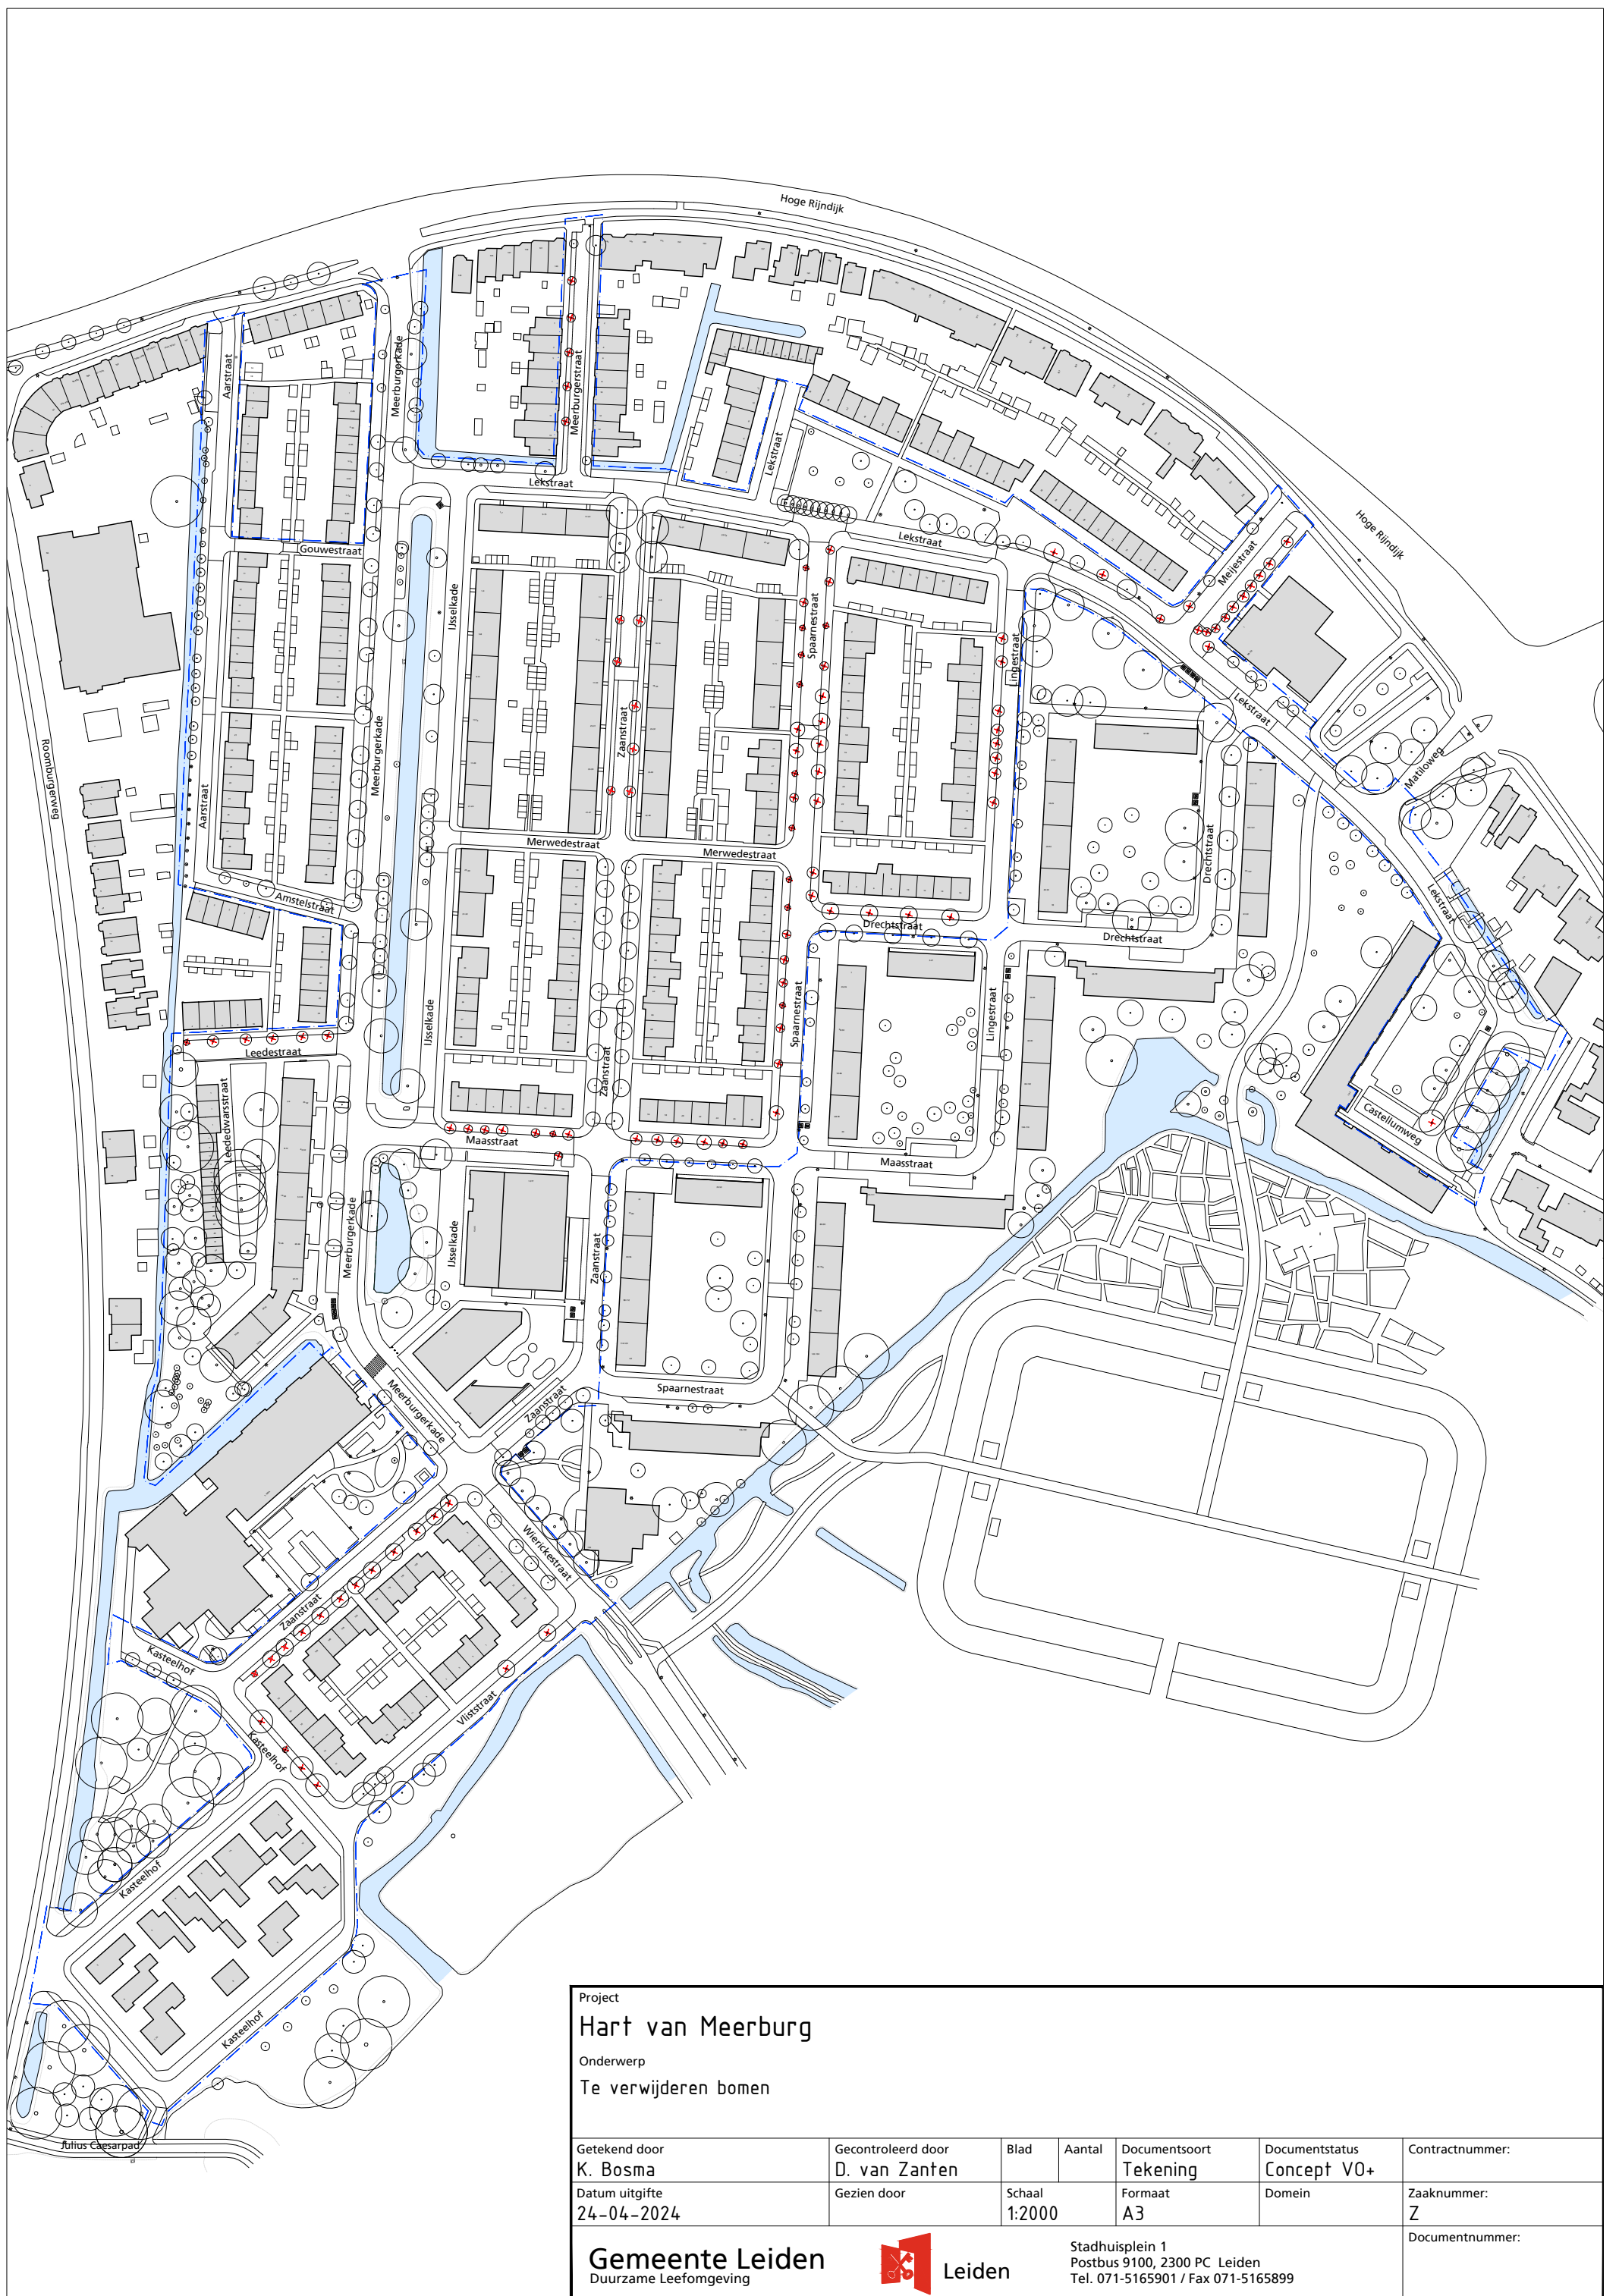 Hoge Rijndijk
Hoge Rijndijk
Aarstraat
Meerburgerkade
Meerburgerstraat
Lekstraat
Lekstraat
Lekstraat
Gouwestraat
Meijestraat
IJsselkade
Spaarnestraat
Lingestraat
Lekstraat
Zaanstraat
Meerburgerkade
Roomburgerweg
Aarstraat
Matiloweg
Merwedestraat
Merwedestraat
Drechtstraat
Amstelstraat
Lekstraat
Drechtstraat
Drechtstraat
IJsselkade
Spaarnestraat
Lingestraat
Leedestraat
Zaanstraat
Leededwarsstraat
Castellumweg
Maasstraat
Maasstraat
Meerburgerkade
IJsselkade
Zaanstraat
Spaarnestraat
Meerburgerkade
Zaanstraat
Wierickestraat
Zaanstraat
Kasteelhof
Vliststraat
Kasteelhof
Kasteelhof
Kasteelhof
Julius Caesarpad
Project
Hart van Meerburg
Onderwerp
Te verwijderen bomen
Getekend door Gecontroleerd door Blad Aantal Documentsoort Documentstatus Contractnummer:
K. Bosma D. van Zanten Tekening Concept VO+
Datum uitgifte Gezien door Schaal Formaat Domein Zaaknummer:
24-04-2024 1:2000 A3 Z
Documentnummer:
Gemeente Leiden
Duurzame Leefomgeving
Leiden
Stadhuisplein 1
Postbus 9100, 2300 PC Leiden
Tel. 071-5165901 / Fax 071-5165899